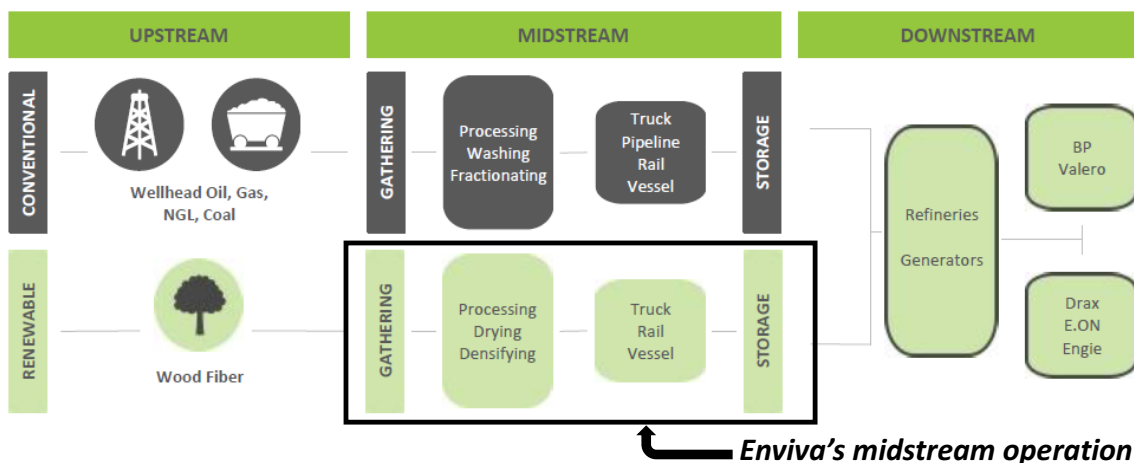 UPSTREAM
MIDSTREAM
DOWNSTREAM
CONVENTIONAL
Wellhead Oil, Gas,
NGL, Coal
GATHERING
Processing
Washing
Fractionating
Truck
Pipeline
Rail
Vessel
STORAGE
RENEWABLE
Wood Fiber
GATHERING
Processing
Drying
Densifying
Truck
Rail
Vessel
STORAGE
Refineries
Generators
BP
Valero
Drax
E.ON
Engie
Enviva's midstream operation